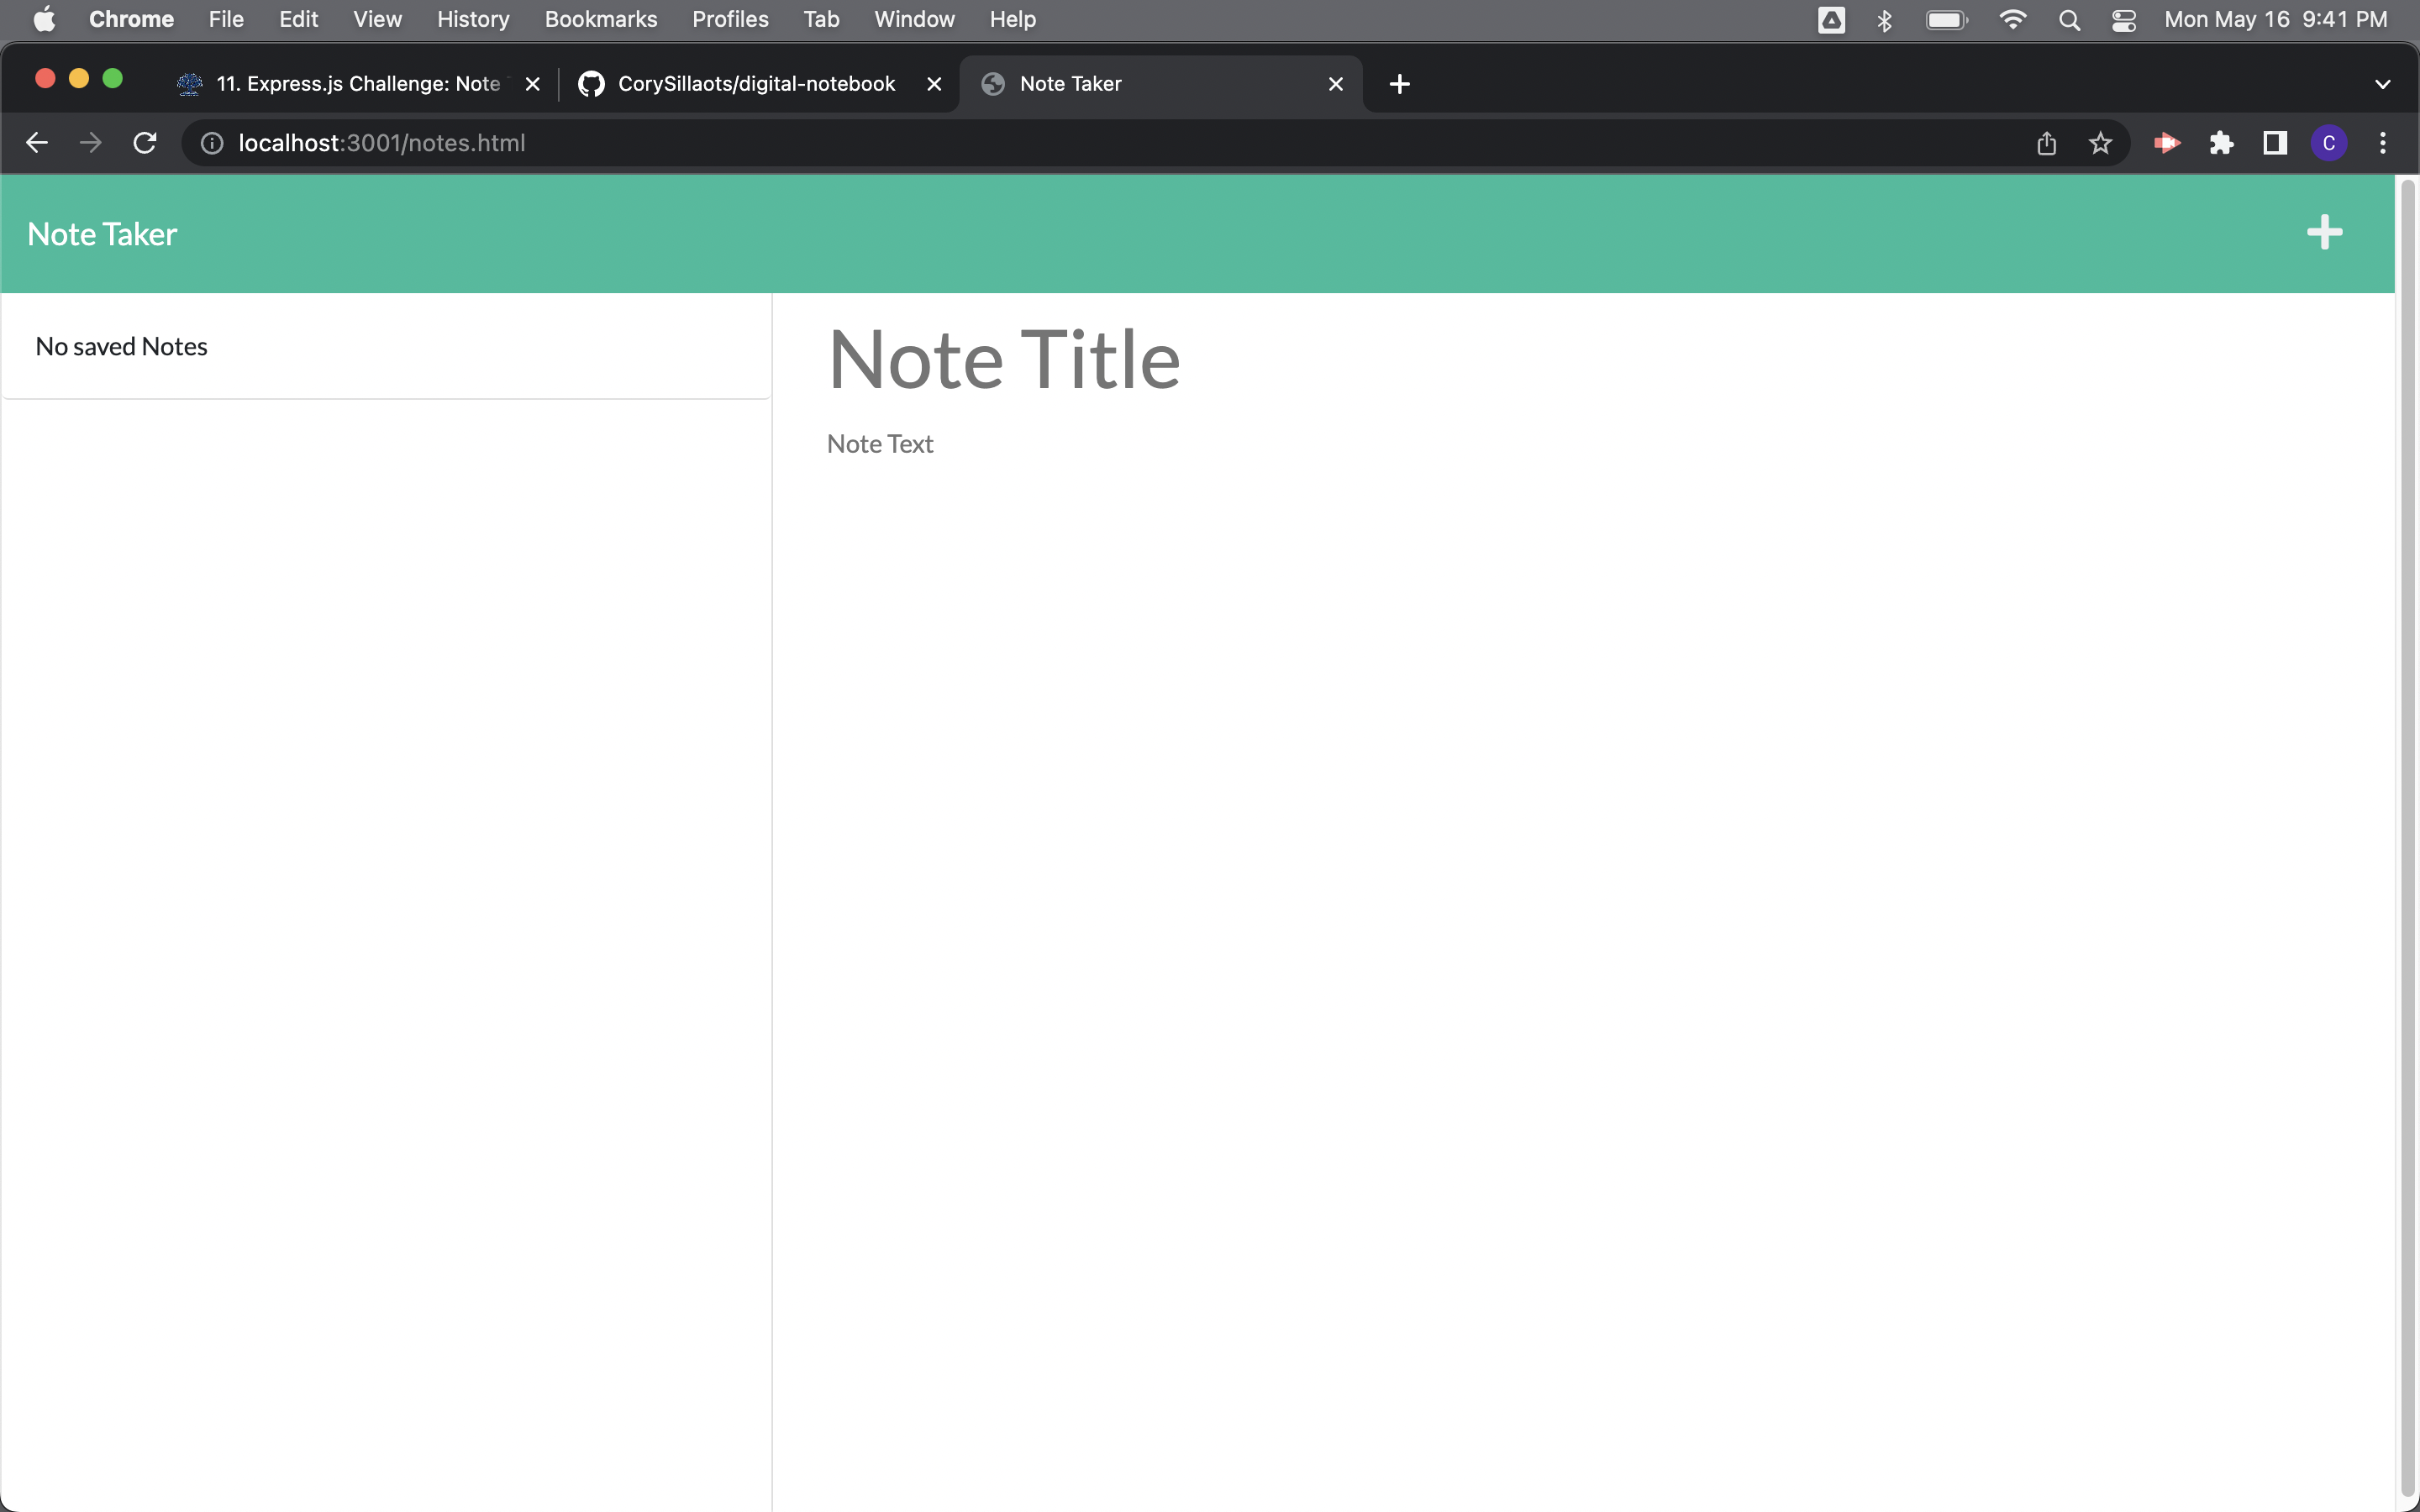 Chrome File Edit View History Bookmarks Profiles Tab Window Help Mon May 16 9:41 PM
11. Express.js Challenge: Note CorySillaots/digital-notebook Note Taker
localhost:3001/notes.html C
Note Taker
No saved Notes
Note Title
Note Text